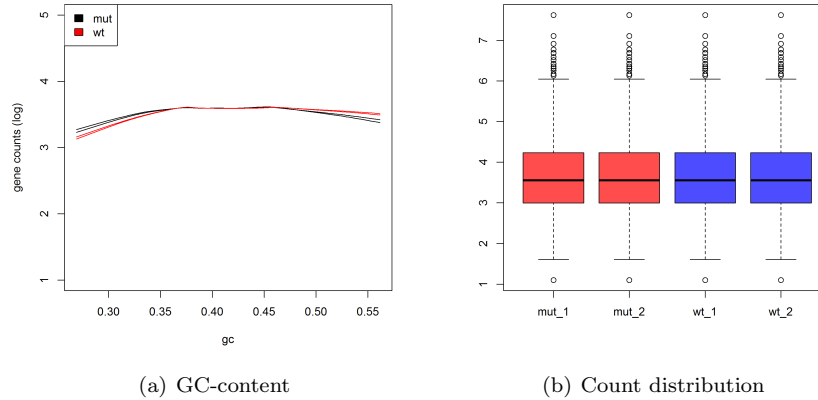 mut
wt
gene counts (log)
5
4
3
2
1
0.30 0.35 0.40 0.45 0.50 0.55
gc
(a) GC-content
7
6
5
4
3
2
1
mut_1 mut_2 wt_1 wt_2
(b) Count distribution